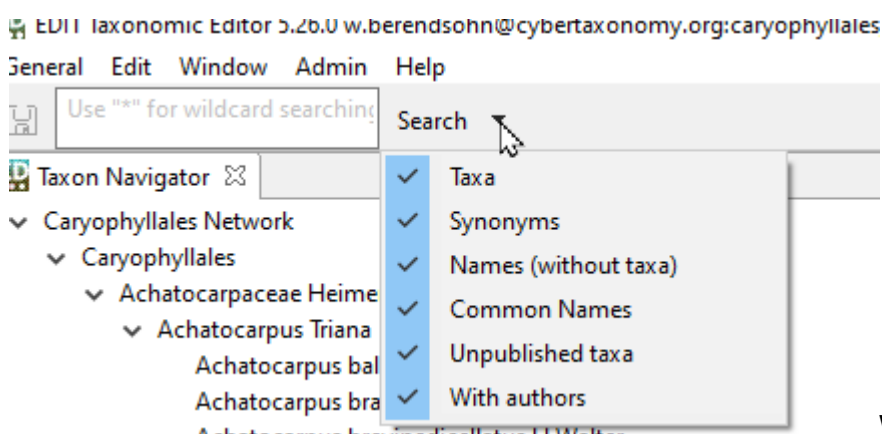 EDIT Taxonomic Editor 5.26.0 w.berendsohn@cybertaxonomy.org:caryophyllales
General Edit Window Admin Help
Use "*" for wildcard searching
Search
Taxon Navigator
Taxa
Synonyms
Names (without taxa)
Common Names
Unpublished taxa
With authors
Caryophyllales Network
Caryophyllales
Achatocarpaceae Heime
Achatocarpus Triana
Achatocarpus bal
Achatocarpus bra